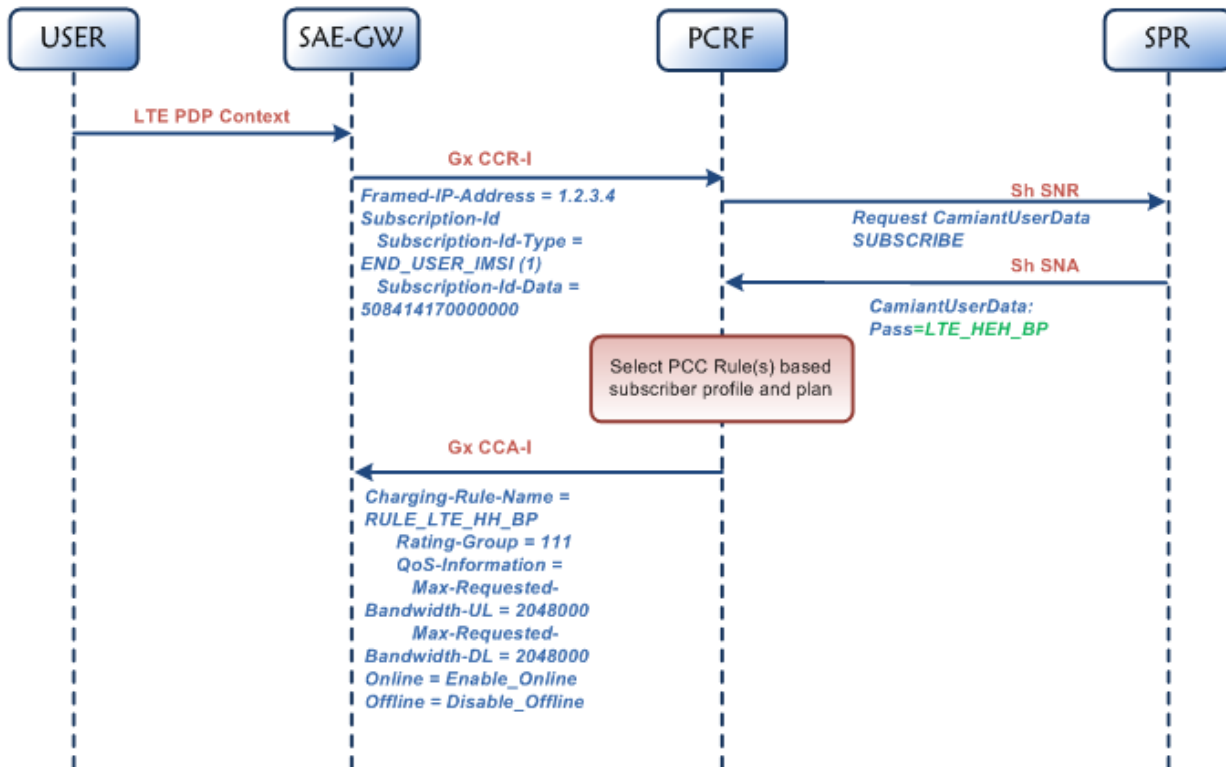 USER
SAE-GW
PCRF
SPR
LTE PDP Context
Gx CCR-I
Framed-IP-Address = 1.2.3.4
Subscription-Id
Subscription-Id-Type =
END_USER_IMSI (1)
Subscription-Id-Data =
508414170000000
Sh SNR
Request CamiantUserData
SUBSCRIBE
Sh SNA
CamiantUserData:
Pass=LTE_HEH_BP
Select PCC Rule(s) based
subscriber profile and plan
Gx CCA-I
Charging-Rule-Name =
RULE_LTE_HH_BP
Rating-Group = 111
QoS-Information =
Max-Requested-
Bandwidth-UL = 2048000
Max-Requested-
Bandwidth-DL = 2048000
Online = Enable_Online
Offline = Disable_Offline